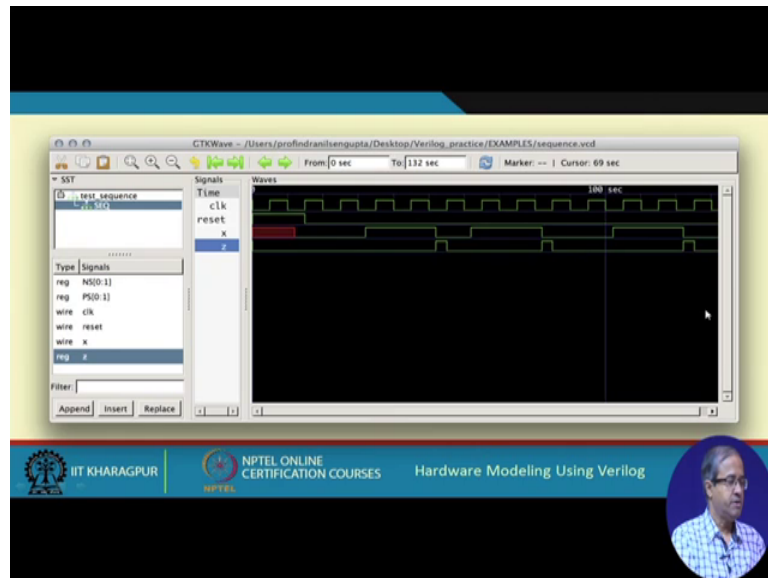 GTKWave - /Users/profindranilsengupta/Desktop/Verilog_practice/EXAMPLES/sequence.vcd
From: 0 sec To: 132 sec Marker: -- | Cursor: 69 sec
SST
test_sequence
SEQ
Type Signals
reg NS[0:1]
reg PS[0:1]
wire clk
wire reset
wire x
reg z
Filter:
Append Insert Replace
Signals
Time
clk
reset
x
z
Waves
100 sec
IIT KHARAGPUR
NPTEL
NPTEL ONLINE
CERTIFICATION COURSES
Hardware Modeling Using Verilog